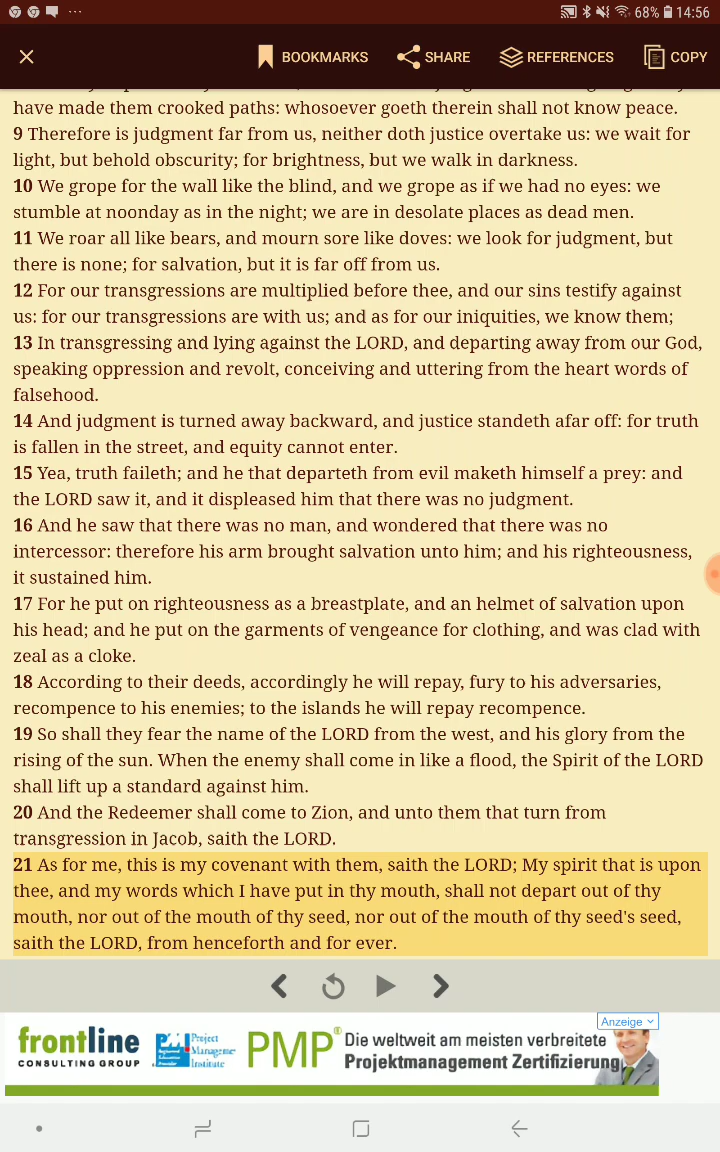 68% 14:56
BOOKMARKS SHARE REFERENCES COPY
have made them crooked paths: whosoever goeth therein shall not know peace.
9 Therefore is judgment far from us, neither doth justice overtake us: we wait for
light, but behold obscurity; for brightness, but we walk in darkness.
10 We grope for the wall like the blind, and we grope as if we had no eyes: we
stumble at noonday as in the night; we are in desolate places as dead men.
11 We roar all like bears, and mourn sore like doves: we look for judgment, but
there is none; for salvation, but it is far off from us.
12 For our transgressions are multiplied before thee, and our sins testify against
us: for our transgressions are with us; and as for our iniquities, we know them;
13 In transgressing and lying against the LORD, and departing away from our God,
speaking oppression and revolt, conceiving and uttering from the heart words of
falsehood.
14 And judgment is turned away backward, and justice standeth afar off: for truth
is fallen in the street, and equity cannot enter.
15 Yea, truth faileth; and he that departeth from evil maketh himself a prey: and
the LORD saw it, and it displeased him that there was no judgment.
16 And he saw that there was no man, and wondered that there was no
intercessor: therefore his arm brought salvation unto him; and his righteousness,
it sustained him.
17 For he put on righteousness as a breastplate, and an helmet of salvation upon
his head; and he put on the garments of vengeance for clothing, and was clad with
zeal as a cloke.
18 According to their deeds, accordingly he will repay, fury to his adversaries,
recompence to his enemies; to the islands he will repay recompence.
19 So shall they fear the name of the LORD from the west, and his glory from the
rising of the sun. When the enemy shall come in like a flood, the Spirit of the LORD
shall lift up a standard against him.
20 And the Redeemer shall come to Zion, and unto them that turn from
transgression in Jacob, saith the LORD.
21 As for me, this is my covenant with them, saith the LORD; My spirit that is upon
thee, and my words which I have put in thy mouth, shall not depart out of thy
mouth, nor out of the mouth of thy seed, nor out of the mouth of thy seed's seed,
saith the LORD, from henceforth and for ever.
Anzeige
frontline
CONSULTING GROUP
PMI Project
Manageme
Institute
PMP®
Die weltweit am meisten verbreitete
Projektmanagement Zertifizierung